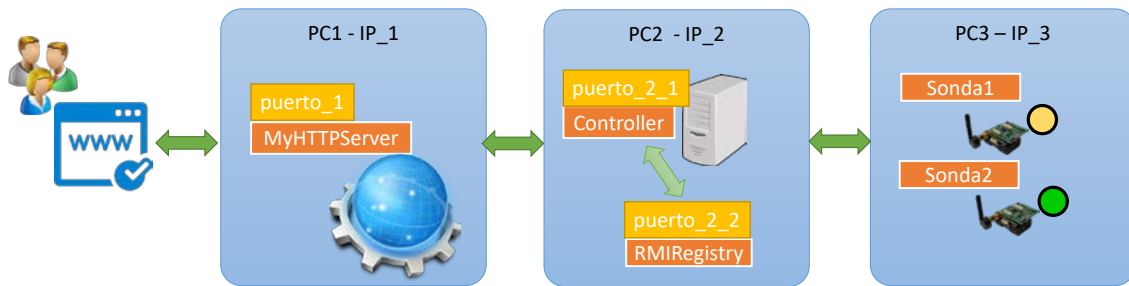 WWW
PC1 - IP_1
puerto_1
MyHTTPServer
PC2 - IP_2
puerto_2_1
Controller
puerto_2_2
RMIRegistry
PC3 – IP_3
Sonda1
Sonda2